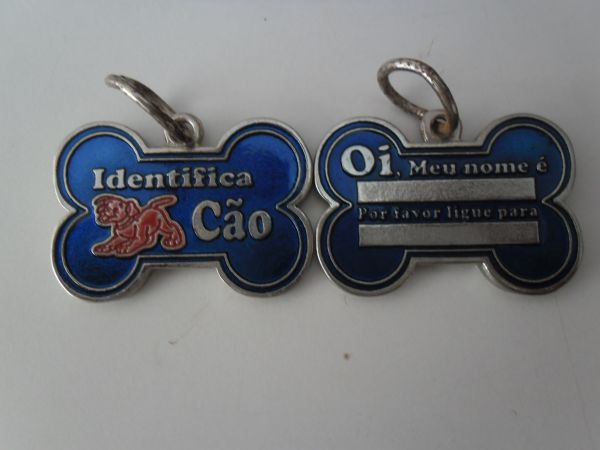 Identifica
Cão
Oi, Meu nome é
Por favor ligue para